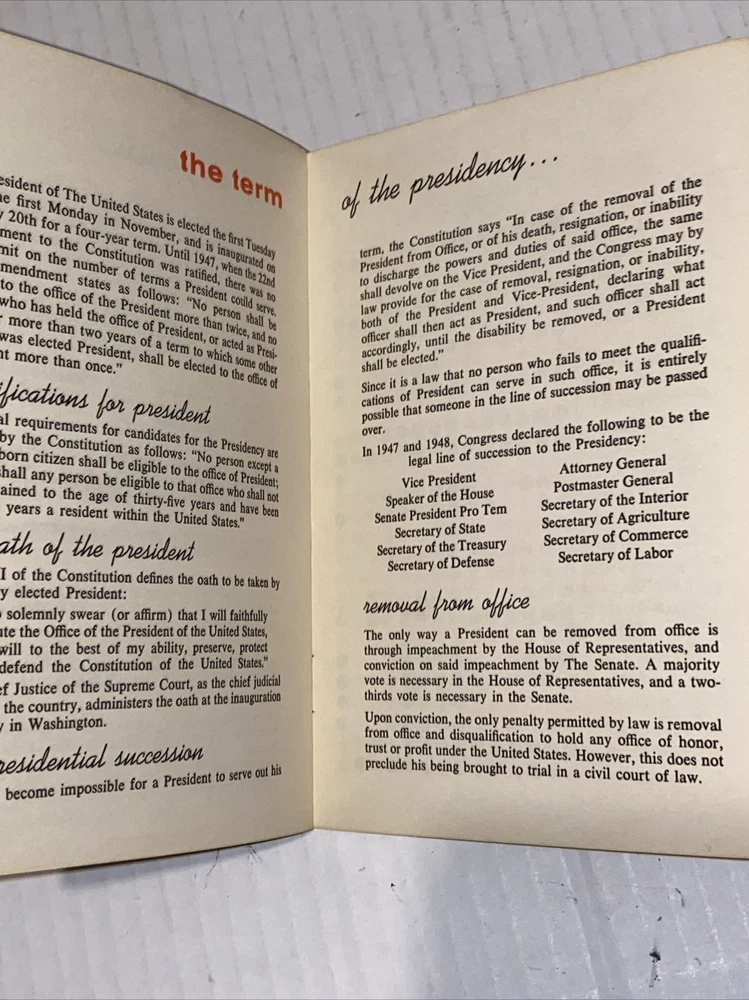 the term
esident of The United States is elected the first Tuesday
e first Monday in November, and is inaugurated on
y 20th for a four-year term. Until 1947, when the 22nd
ment to the Constitution was ratified, there was no
mit on the number of terms a President could serve.
mendment states as follows: "No person shall be
to the office of the President more than twice, and no
who has held the office of President, or acted as Presi-
r more than two years of a term to which some other
was elected President, shall be elected to the office of
nt more than once."
ifications for president
al requirements for candidates for the Presidency are
by the Constitution as follows: "No person except a
born citizen shall be eligible to the office of President;
shall any person be eligible to that office who shall not
ained to the age of thirty-five years and have been
years a resident within the United States."
ath of the president
I of the Constitution defines the oath to be taken by
y elected President:
solemnly swear (or affirm) that I will faithfully
ute the Office of the President of the United States,
will to the best of my ability, preserve, protect
defend the Constitution of the United States."
ef Justice of the Supreme Court, as the chief judicial
the country, administers the oath at the inauguration
y in Washington.
residential succession
become impossible for a President to serve out his
of the presidency...
term, the Constitution says "In case of the removal of the
President from Office, or of his death, resignation, or inability
to discharge the powers and duties of said office, the same
shall devolve on the Vice President, and the Congress may by
law provide for the case of removal, resignation, or inability,
both of the President and Vice-President, declaring what
officer shall then act as President, and such officer shall act
accordingly, until the disability be removed, or a President
shall be elected."
Since it is a law that no person who fails to meet the qualifi-
cations of President can serve in such office, it is entirely
possible that someone in the line of succession may be passed
over.
In 1947 and 1948, Congress declared the following to be the
legal line of succession to the Presidency:
Vice President
Speaker of the House
Senate President Pro Tem
Secretary of State
Secretary of the Treasury
Secretary of Defense
Attorney General
Postmaster General
Secretary of the Interior
Secretary of Agriculture
Secretary of Commerce
Secretary of Labor
removal from office
The only way a President can be removed from office is
through impeachment by the House of Representatives, and
conviction on said impeachment by The Senate. A majority
vote is necessary in the House of Representatives, and a two-
thirds vote is necessary in the Senate.
Upon conviction, the only penalty permitted by law is removal
from office and disqualification to hold any office of honor,
trust or profit under the United States. However, this does not
preclude his being brought to trial in a civil court of law.